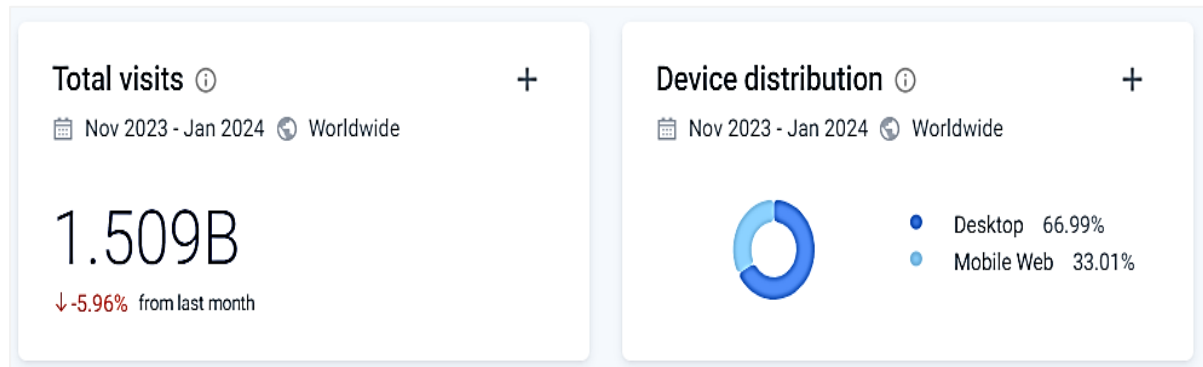 Total visits
Nov 2023 - Jan 2024 Worldwide
1.509B
↓ -5.96% from last month
Device distribution
Nov 2023 - Jan 2024 Worldwide
Desktop 66.99%
Mobile Web 33.01%